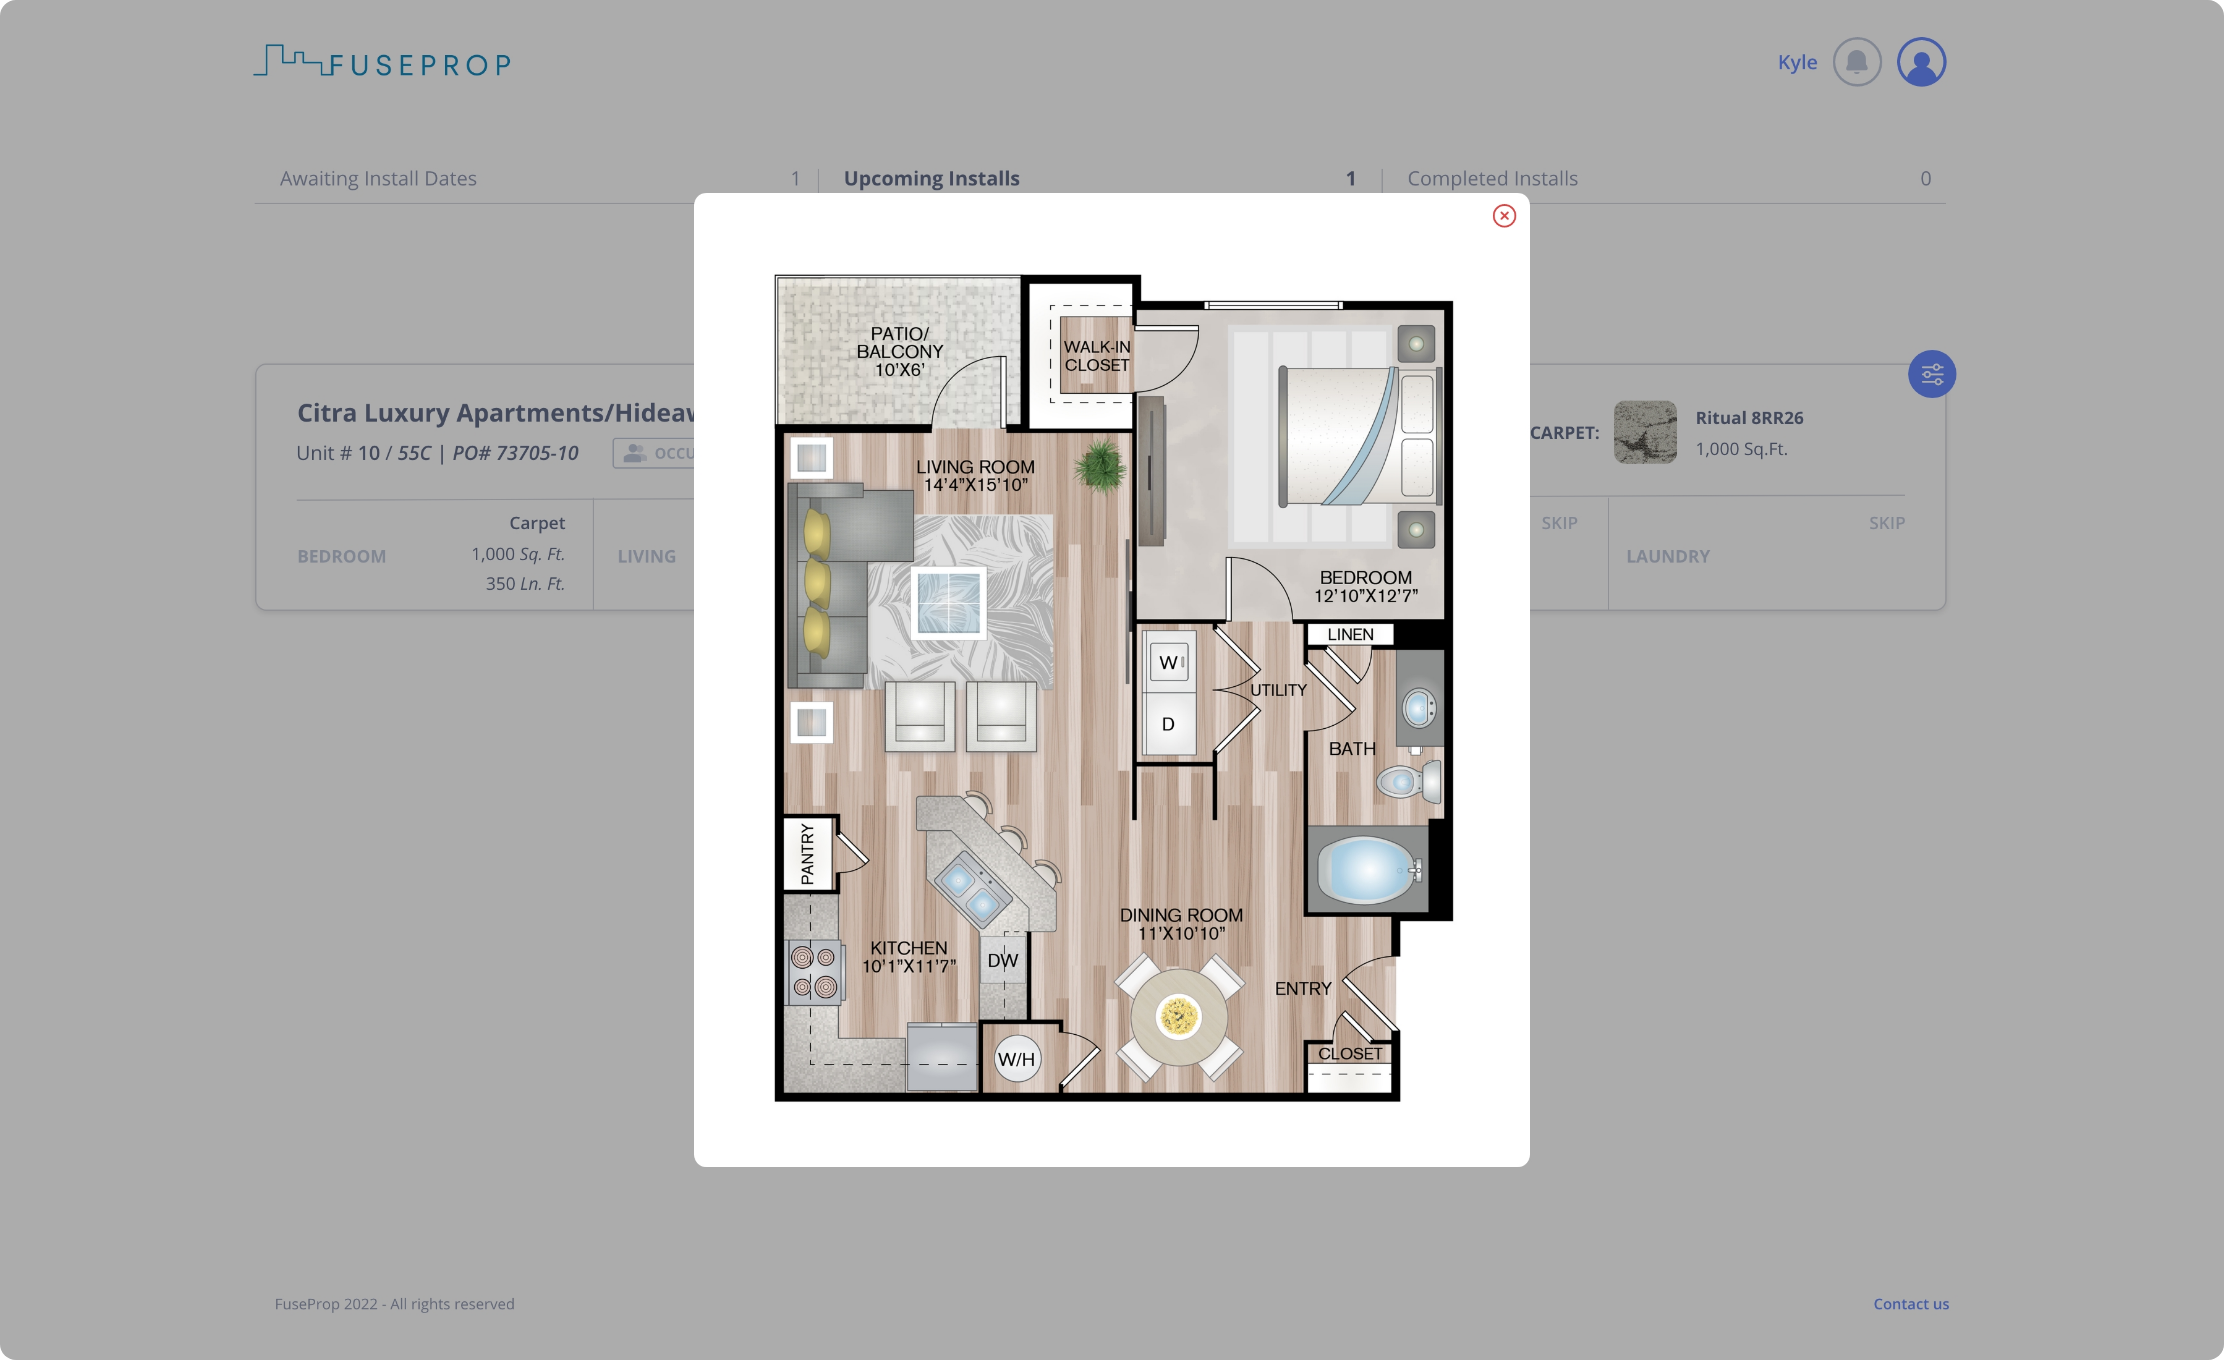 FUSEPROP
Kyle
Awaiting Install Dates 1
Upcoming Installs 1
Completed Installs 0
Citra Luxury Apartments/Hideaw
Unit # 10 / 55C | PO# 73705-10
OCCU
BEDROOM
Carpet
1,000 Sq. Ft.
350 Ln. Ft.
LIVING
PATIO/
BALCONY
10'X6'
WALK-IN
CLOSET
LIVING ROOM
14'4"X15'10"
BEDROOM
12'10"X12'7"
LINEN
W
D
UTILITY
BATH
PANTRY
KITCHEN
10'1"X11'7"
DW
DINING ROOM
11'X10'10"
ENTRY
W/H
CLOSET
CARPET:
Ritual 8RR26
1,000 Sq.Ft.
SKIP
LAUNDRY
SKIP
FuseProp 2022 - All rights reserved
Contact us